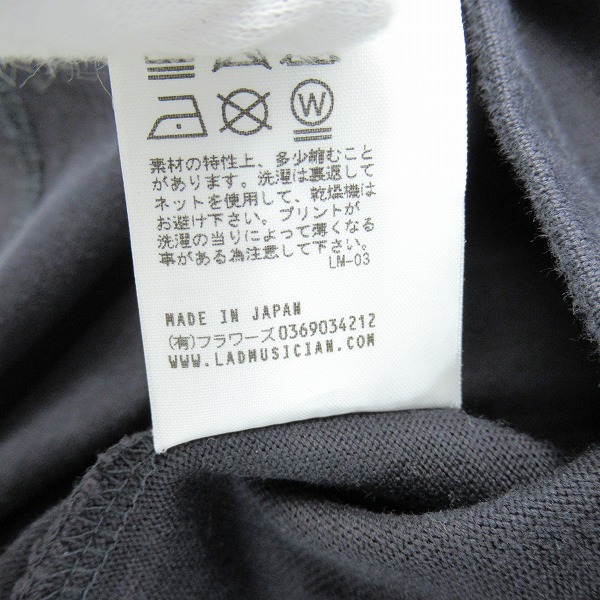 W
素材の特性上、多少縮むこと
があります。洗濯は裏返して
ネットを使用して、乾燥機は
お避け下さい。プリントが
洗濯の当りによって薄くなる
事がある為注意して下さい。
LM-03
MADE IN JAPAN
(有)フラワーズ0369034212
WWW.LADMUSICIAN.COM